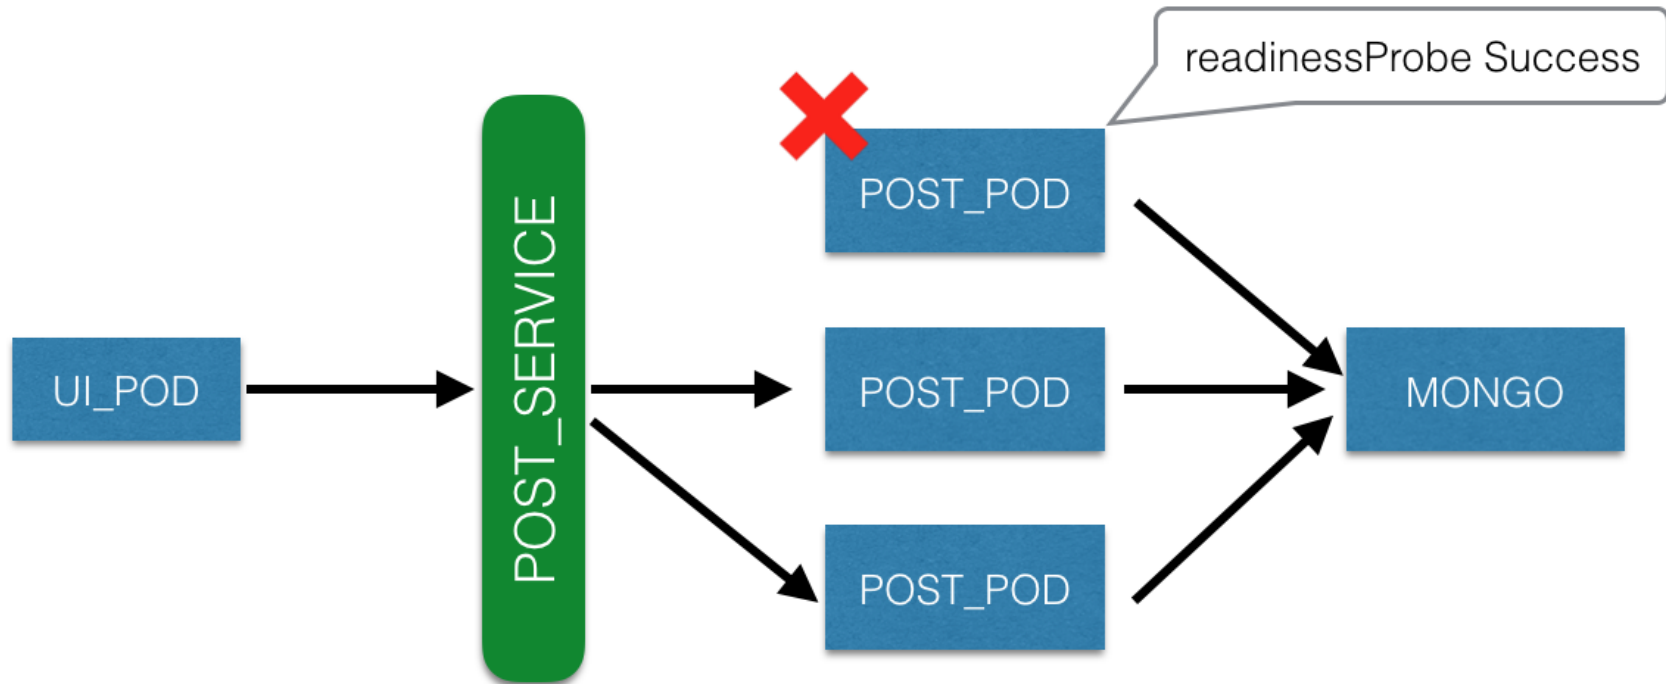 readinessProbe Success
POST_POD
POST_SERVICE
UI_POD
POST_POD
MONGO
POST_POD